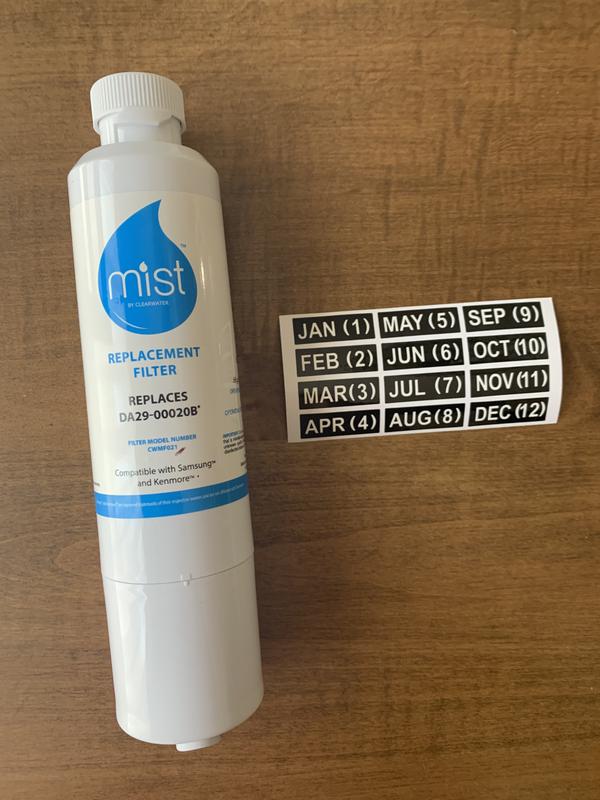 mist™
BY CLEARWATER
REPLACEMENT
FILTER
REPLACES
DA29-00020B*
FILTER MODEL NUMBER
CWMF021
Compatible with Samsung™
and Kenmore™ *
JAN (1) MAY (5) SEP (9)
FEB (2) JUN (6) OCT(10)
MAR(3) JUL (7) NOV(11)
APR(4) AUG(8) DEC(12)